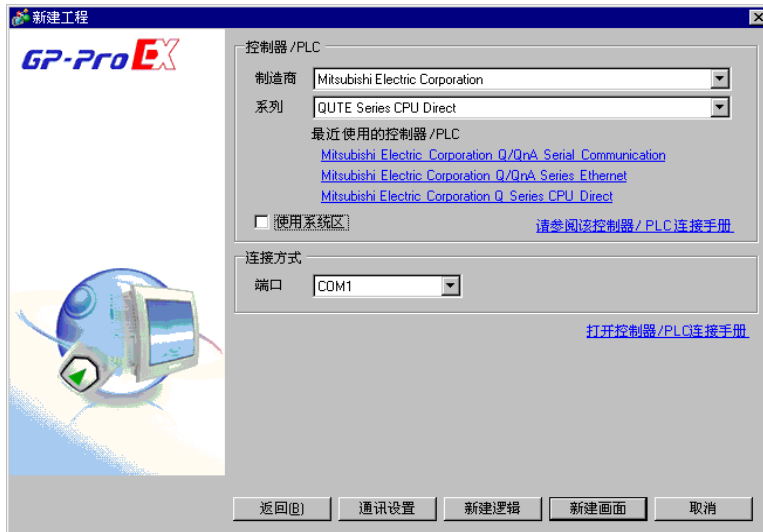 新建工程
GP-Pro EX
控制器/PLC
制造商 Mitsubishi Electric Corporation
系列 QUTE Series CPU Direct
最近使用的控制器/PLC
Mitsubishi Electric Corporation Q/QnA Serial Communication
Mitsubishi Electric Corporation Q/QnA Series Ethernet
Mitsubishi Electric Corporation Q Series CPU Direct
使用系统区 请参阅该控制器/ PLC连接手册
连接方式
端口 COM1
打开控制器/PLC连接手册
返回(B) 通讯设置 新建逻辑 新建画面 取消